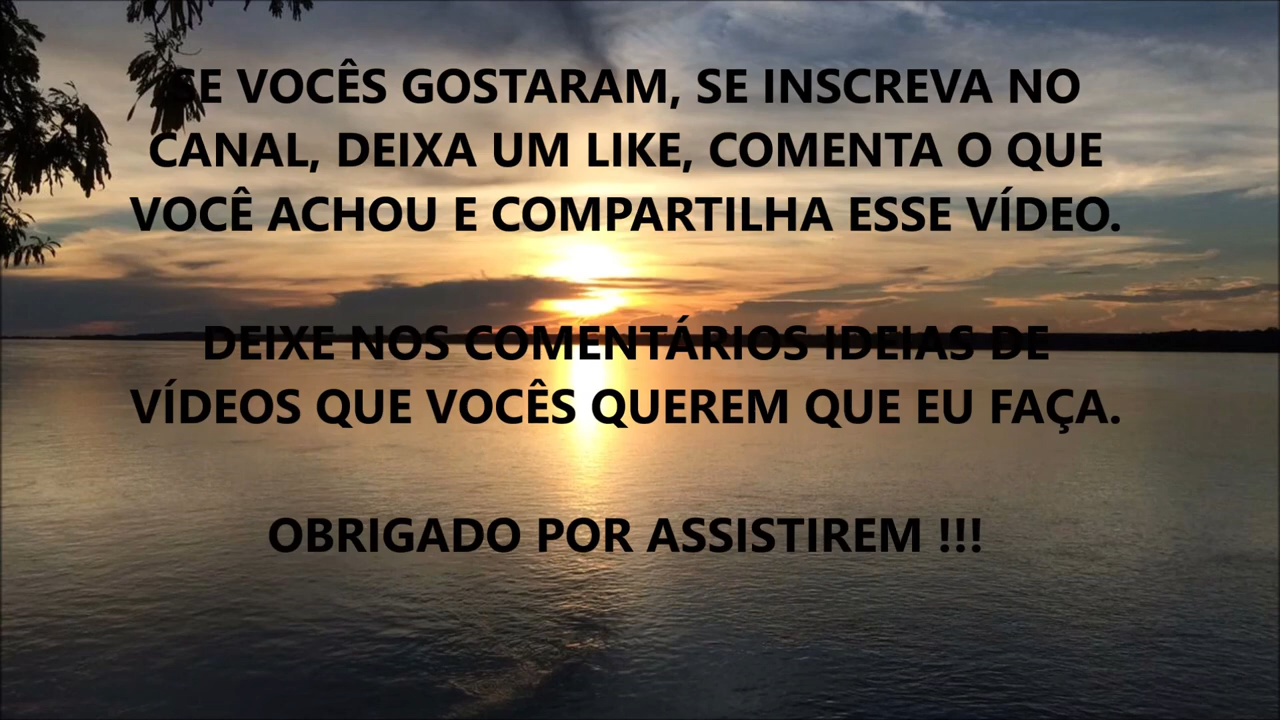 SE VOCÊS GOSTARAM, SE INSCREVA NO
CANAL, DEIXA UM LIKE, COMENTA O QUE
VOCÊ ACHOU E COMPARTILHA ESSE VÍDEO.
DEIXE NOS COMENTÁRIOS IDEIAS DE
VÍDEOS QUE VOCÊS QUEREM QUE EU FAÇA.
OBRIGADO POR ASSISTIREM !!!